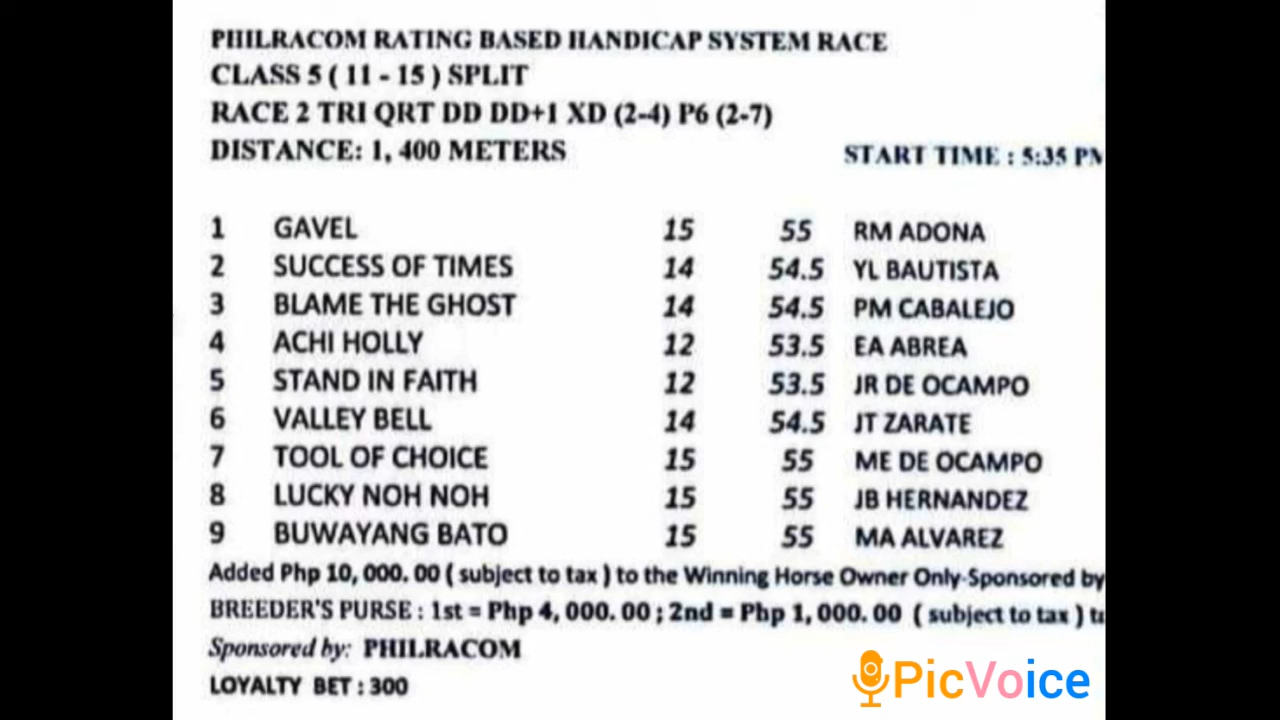 PHILRACOM RATING BASED HANDICAP SYSTEM RACE
CLASS 5 ( 11 - 15 ) SPLIT
RACE 2 TRI QRT DD DD+1 XD (2-4) P6 (2-7)
DISTANCE: 1, 400 METERS START TIME : 5:35 PM
1 GAVEL 15 55 RM ADONA
2 SUCCESS OF TIMES 14 54.5 YL BAUTISTA
3 BLAME THE GHOST 14 54.5 PM CABALEJO
4 ACHI HOLLY 12 53.5 EA ABREA
5 STAND IN FAITH 12 53.5 JR DE OCAMPO
6 VALLEY BELL 14 54.5 JT ZARATE
7 TOOL OF CHOICE 15 55 ME DE OCAMPO
8 LUCKY NOH NOH 15 55 JB HERNANDEZ
9 BUWAYANG BATO 15 55 MA ALVAREZ
Added Php 10, 000. 00 ( subject to tax ) to the Winning Horse Owner Only-Sponsored by
BREEDER'S PURSE : 1st = Php 4, 000. 00 ; 2nd = Php 1, 000. 00 ( subject to tax )
Sponsored by: PHILRACOM
LOYALTY BET : 300
PicVoice